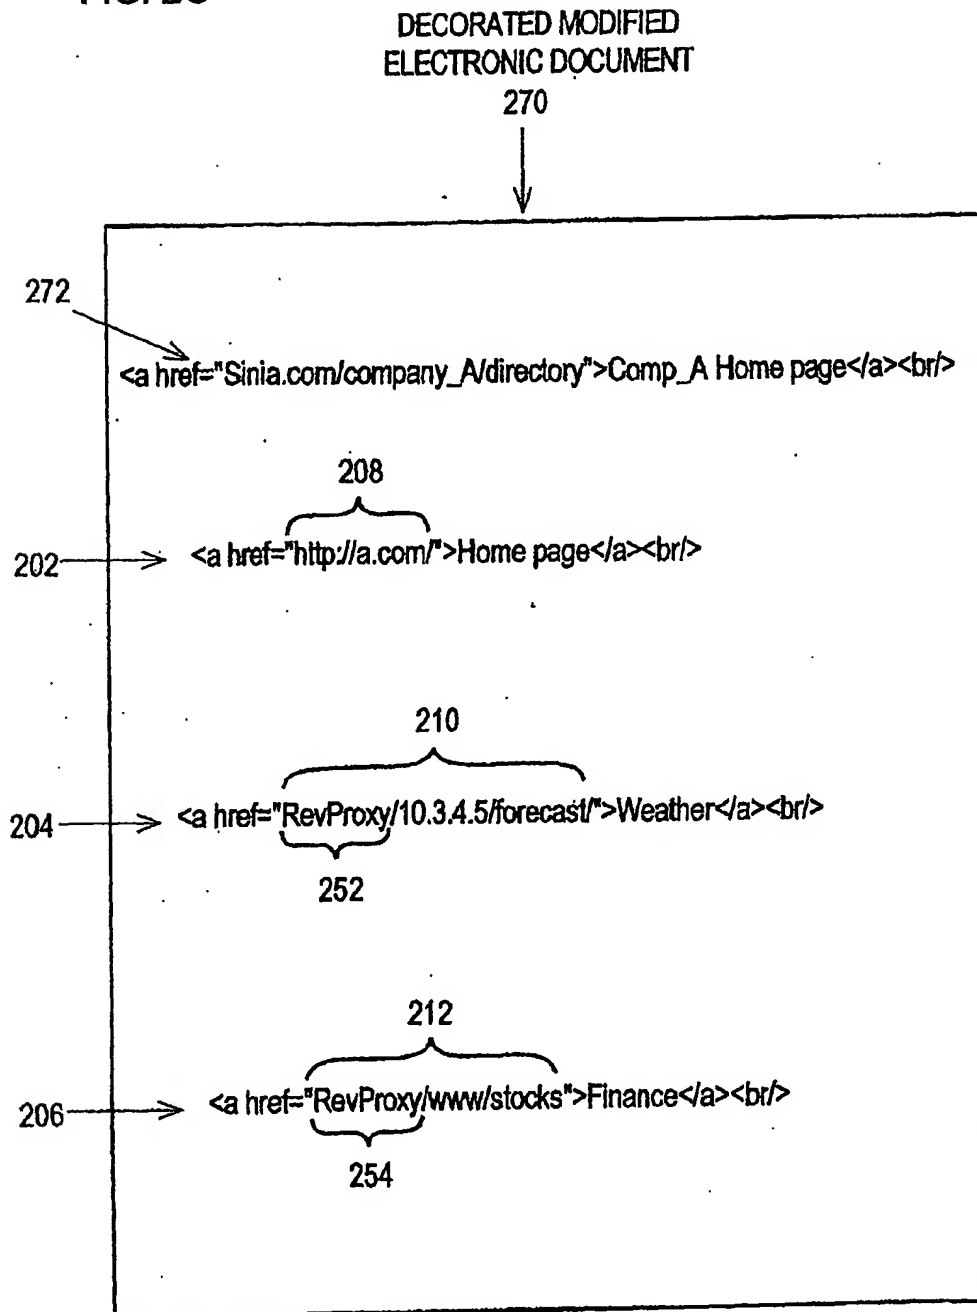 DECORATED MODIFIED
ELECTRONIC DOCUMENT
270
272
<a href="Sinia.com/company_A/directory">Comp_A Home page</a><br/>
208
202
<a href="http://a.com/">Home page</a><br/>
210
204
<a href="RevProxy/10.3.4.5/forecast/">Weather</a><br/>
252
212
206
<a href="RevProxy/www/stocks">Finance</a><br/>
254